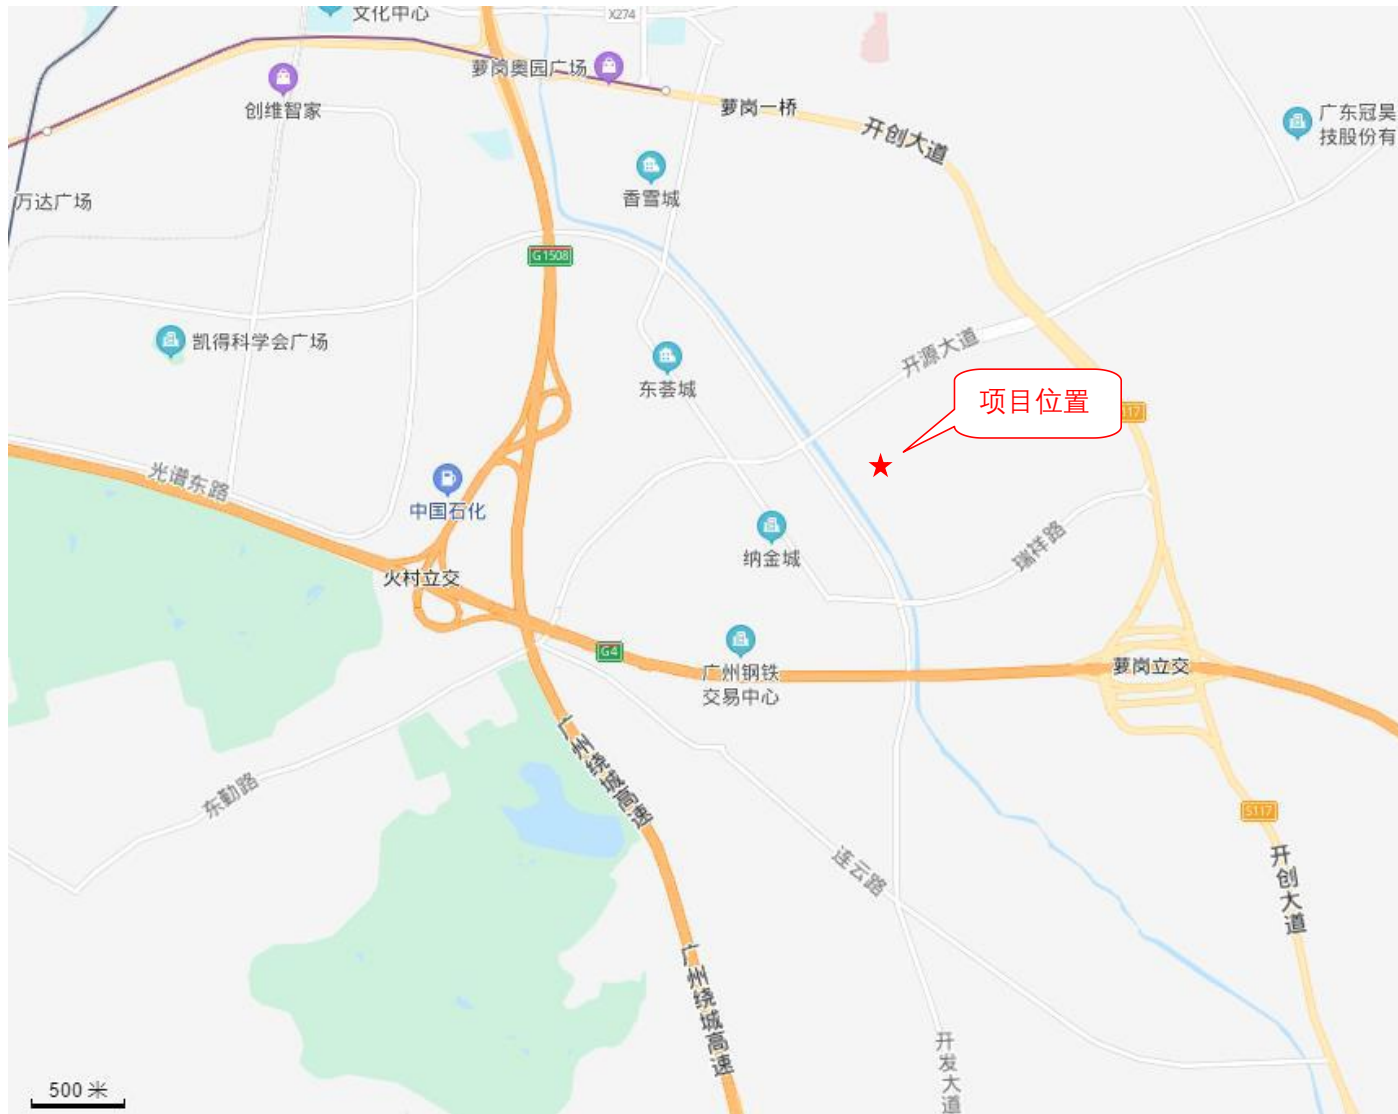 文化中心
X274
萝岗奥园广场
创维智家
萝岗一桥
开创大道
广东冠昊
技股份有
香雪城
万达广场
G1508
凯得科学会广场
开源大道
东荟城
项目位置
117
光谱东路
中国石化
纳金城
瑞祥路
火村立交
G4
广州钢铁
交易中心
萝岗立交
广州绕城高速
东勤路
S117
连云路
开创大道
广州绕城高速
开发大道
500 米